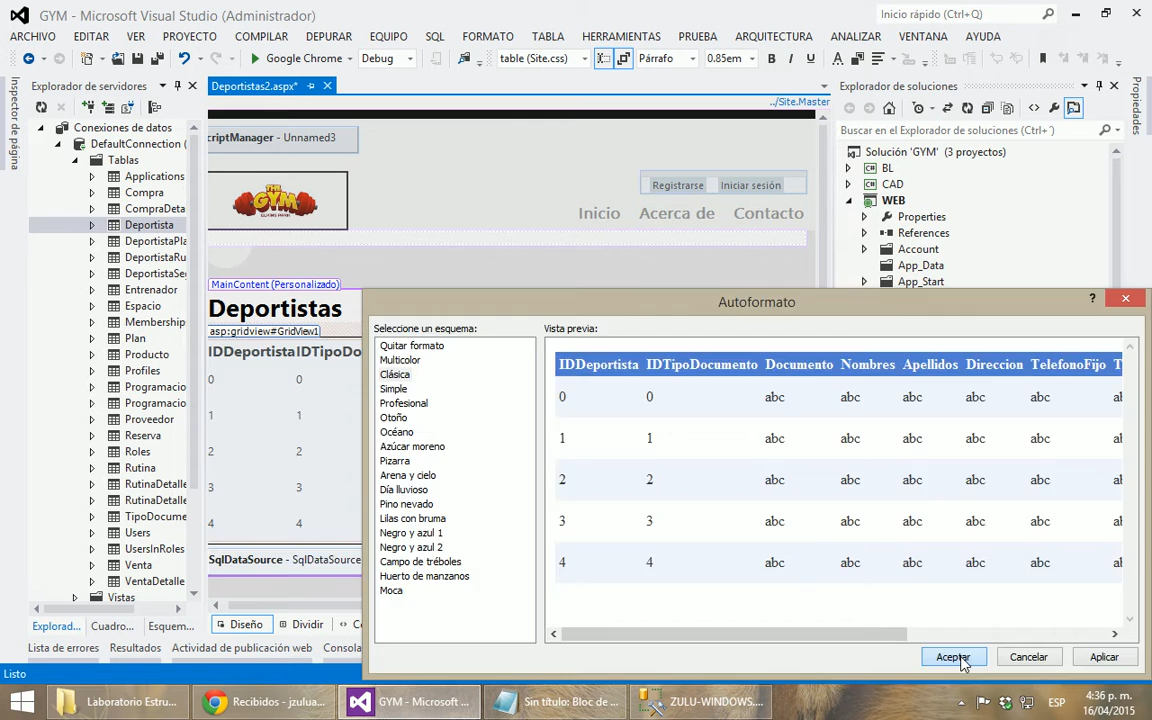 GYM - Microsoft Visual Studio (Administrador)
Inicio rápido (Ctrl+Q)
ARCHIVO EDITAR VER PROYECTO COMPILAR DEPURAR EQUIPO SQL FORMATO TABLA HERRAMIENTAS PRUEBA ARQUITECTURA ANALIZAR VENTANA AYUDA
Google Chrome Debug table (Site.css) Párrafo 0.85em B I U A
Inspector de página
Explorador de servidores
Conexiones de datos
DefaultConnection (
Tablas
Applications
Compra
CompraDeta
Deportista
DeportistaPla
DeportistaRu
DeportistaSeg
Entrenador
Espacio
Membership
Plan
Producto
Profiles
Programacio
Programacio
Proveedor
Reserva
Roles
Rutina
RutinaDetalle
TipoDocume
Users
UsersInRoles
Venta
VentaDetalle
Vistas
Explorad... Cuadro... Esquem...
Deportistas2.aspx*
../Site.Master
criptManager - Unnamed3
THE
GYM
Registrarse Iniciar sesión
Inicio Acerca de Contacto
MainContent (Personalizado)
Deportistas
asp:gridview#GridView1
IDDeportista IDTipoDo
0 0
1 1
2 2
3 3
4 4
SqlDataSource - SqlDataSource
Diseño Dividir
Explorador de soluciones
Buscar en el Explorador de soluciones (Ctrl+´)
Solución 'GYM' (3 proyectos)
BL
CAD
WEB
Properties
References
Account
App_Data
App_Start
Propiedades
Autoformato
?
Seleccione un esquema:
Quitar formato
Multicolor
Clásica
Simple
Profesional
Otoño
Océano
Azúcar moreno
Pizarra
Arena y cielo
Día lluvioso
Pino nevado
Lilas con bruma
Negro y azul 1
Negro y azul 2
Campo de tréboles
Huerto de manzanos
Moca
Vista previa:
IDDeportista IDTipoDocumento Documento Nombres Apellidos Direccion TelefonoFijo T
0 0 abc abc abc abc abc ab
1 1 abc abc abc abc abc ab
2 2 abc abc abc abc abc ab
3 3 abc abc abc abc abc ab
4 4 abc abc abc abc abc ab
Aceptar Cancelar Aplicar
Lista de errores Resultados Actividad de publicación web Consola
Listo
Laboratorio Estru... Recibidos - jzulua... GYM - Microsoft ... Sin título: Bloc de ... ZULU-WINDOWS....
ESP
4:36 p. m.
16/04/2015